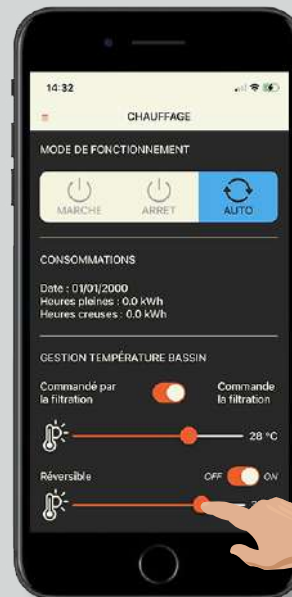 14:32
CHAUFFAGE
MODE DE FONCTIONNEMENT
MARCHE ARRET AUTO
CONSOMMATIONS
Date : 01/01/2000
Heures pleines : 0.0 kWh
Heures creuses : 0.0 kWh
GESTION TEMPÉRATURE BASSIN
Commandé par Commande
la filtration la filtration
28 °C
Réversible OFF ON